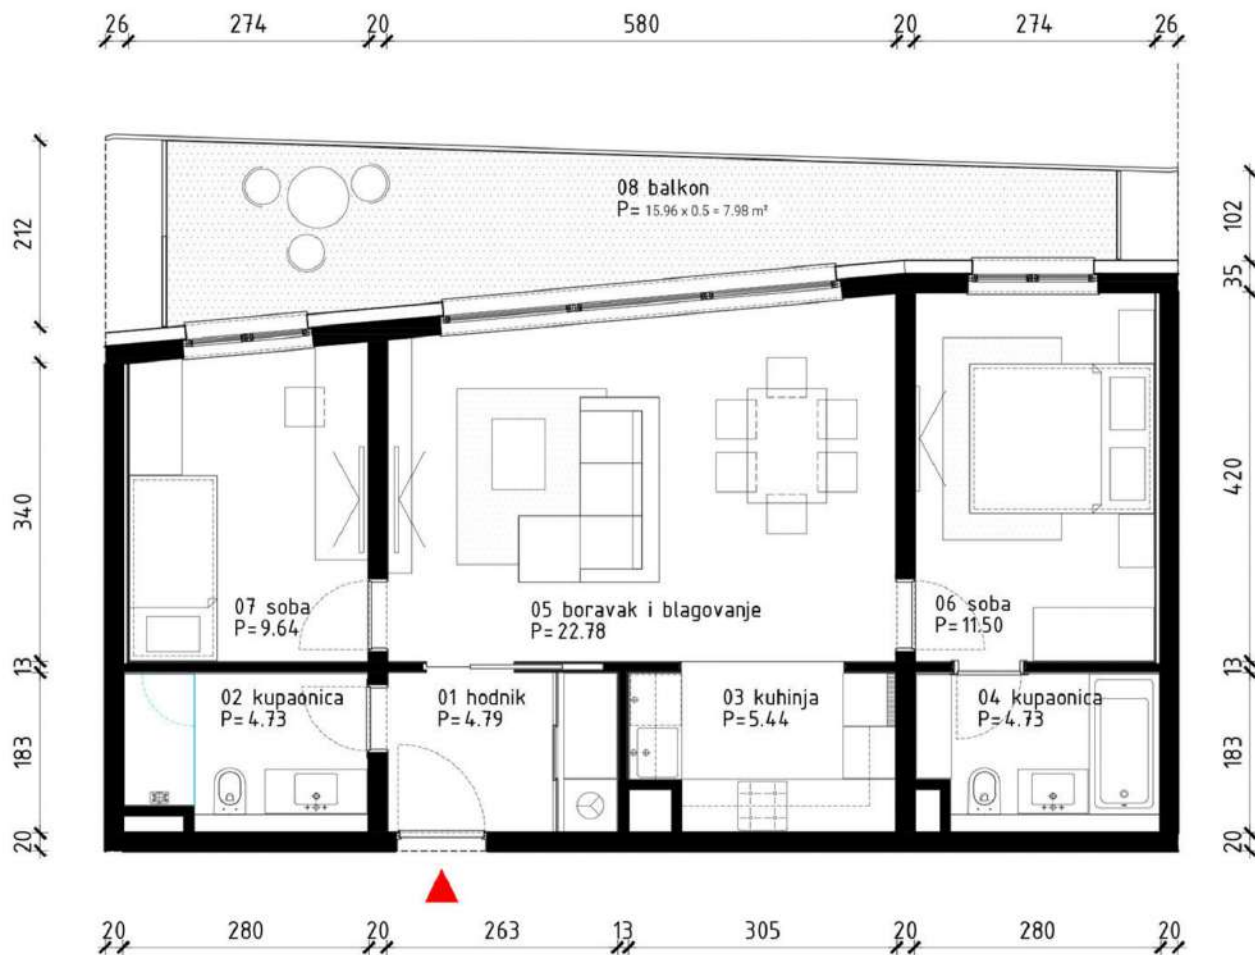 26 274 20 580 20 274 26
08 balkon
P= 15.96 x 0.5 = 7.98 m²
212
102
35
340
420
07 soba
P=9.64
05 boravak i blagovanje
P=22.78
06 soba
P=11.50
13
13
02 kupaonica
P=4.73
01 hodnik
P=4.79
03 kuhinja
P=5.44
04 kupaonica
P=4.73
183
183
20
20
20 280 20 263 13 305 20 280 20